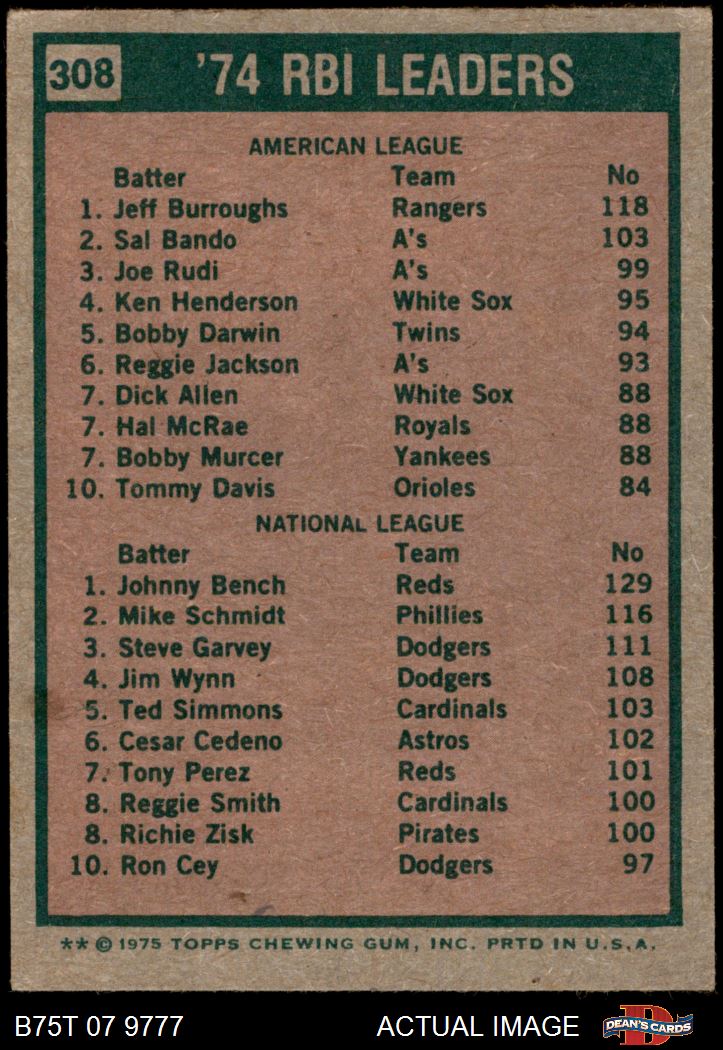 308 '74 RBI LEADERS
AMERICAN LEAGUE
Batter Team No
1. Jeff Burroughs Rangers 118
2. Sal Bando A's 103
3. Joe Rudi A's 99
4. Ken Henderson White Sox 95
5. Bobby Darwin Twins 94
6. Reggie Jackson A's 93
7. Dick Allen White Sox 88
7. Hal McRae Royals 88
7. Bobby Murcer Yankees 88
10. Tommy Davis Orioles 84
NATIONAL LEAGUE
Batter Team No
1. Johnny Bench Reds 129
2. Mike Schmidt Phillies 116
3. Steve Garvey Dodgers 111
4. Jim Wynn Dodgers 108
5. Ted Simmons Cardinals 103
6. Cesar Cedeno Astros 102
7. Tony Perez Reds 101
8. Reggie Smith Cardinals 100
8. Richie Zisk Pirates 100
10. Ron Cey Dodgers 97
** © 1975 TOPPS CHEWING GUM, INC. PRTD IN U.S.A.
B75T 07 9777 ACTUAL IMAGE D DEAN'S CARDS